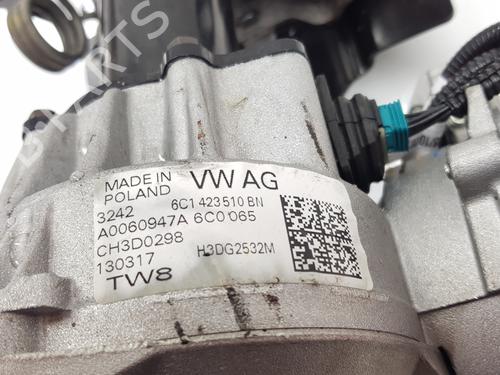 MADE IN
POLAND
VW AG
3242
6C1 423 510 BN
A0060947A 6C0 065
CH3D0298
H3DG2532M
130317
TW8